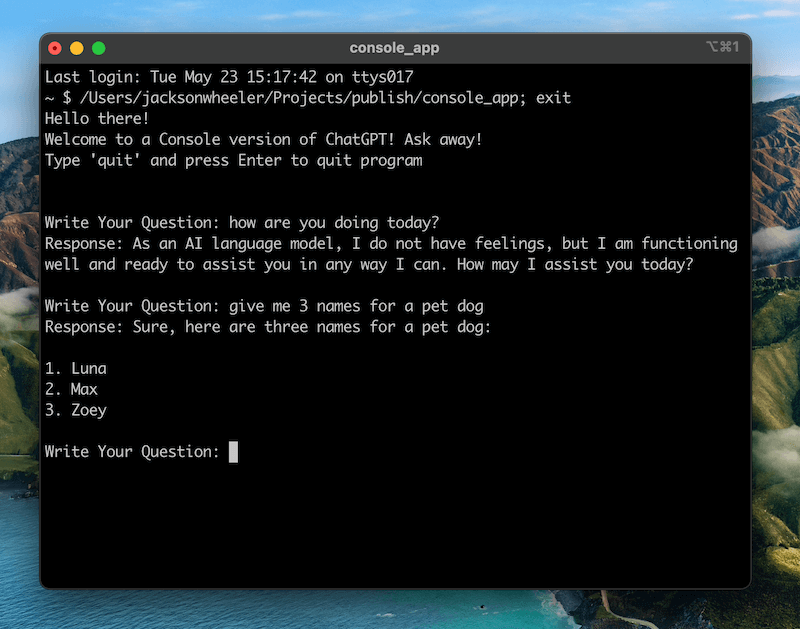 console_app
⌥⌘1
Last login: Tue May 23 15:17:42 on ttys017
~ $ /Users/jacksonwheeler/Projects/publish/console_app; exit
Hello there!
Welcome to a Console version of ChatGPT! Ask away!
Type 'quit' and press Enter to quit program
Write Your Question: how are you doing today?
Response: As an AI language model, I do not have feelings, but I am functioning
well and ready to assist you in any way I can. How may I assist you today?
Write Your Question: give me 3 names for a pet dog
Response: Sure, here are three names for a pet dog:
1. Luna
2. Max
3. Zoey
Write Your Question: